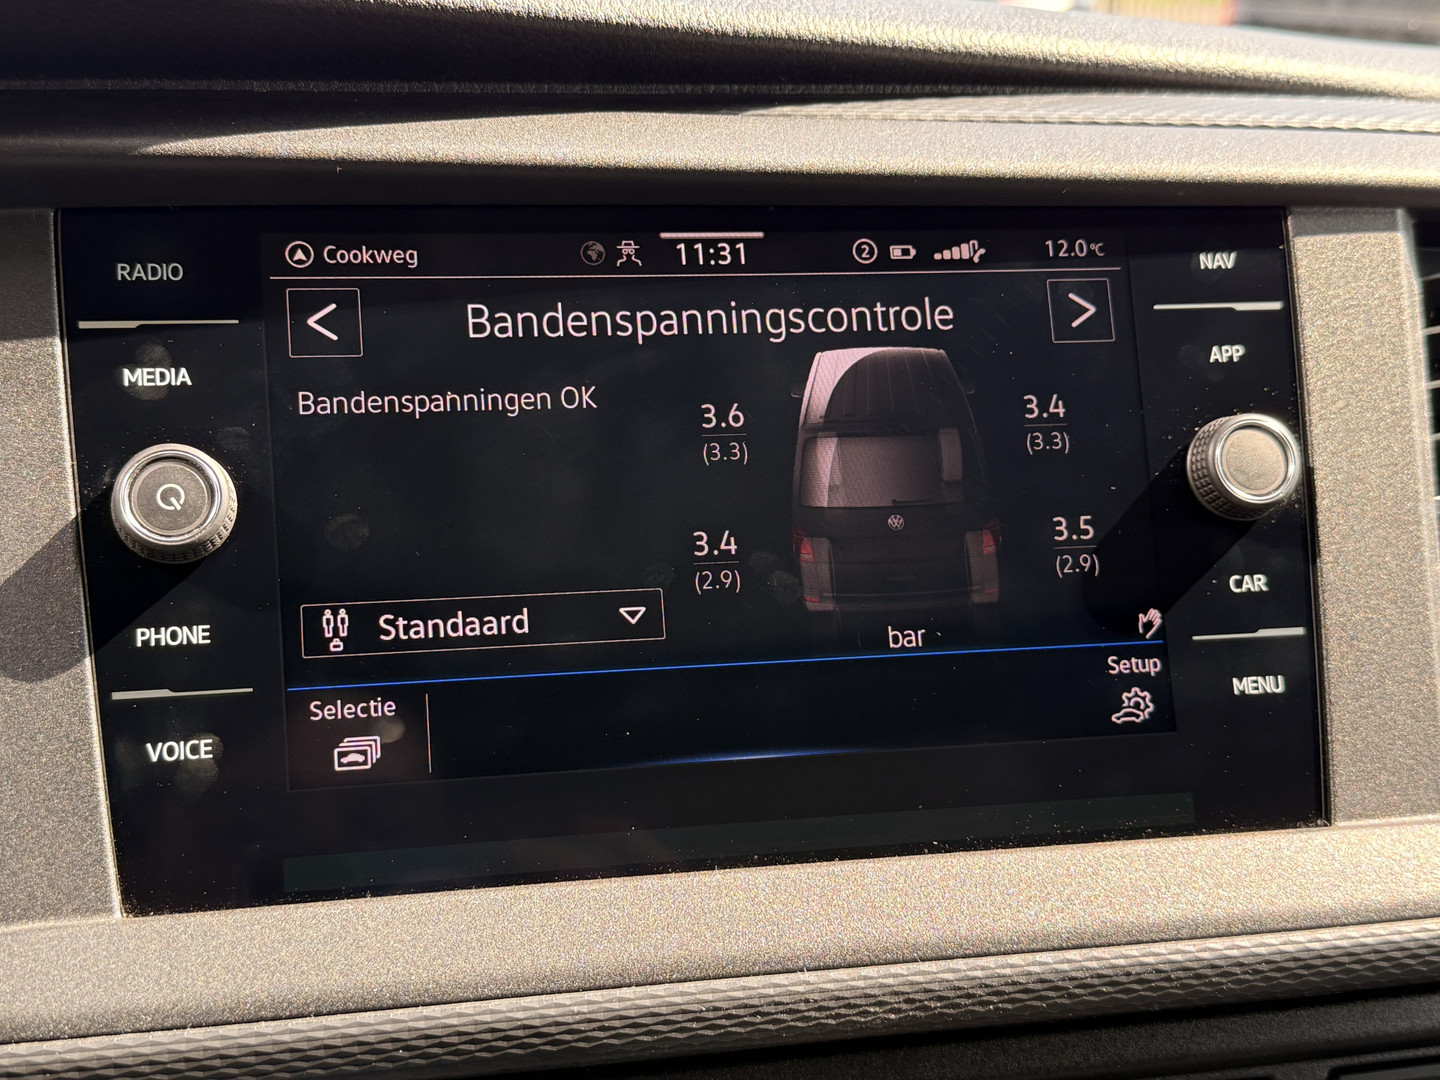 RADIO
MEDIA
PHONE
VOICE
Cookweg
11:31
2
12.0°C
<
Bandenspanningscontrole
>
Bandenspanningen OK
3.6
(3.3)
3.4
(3.3)
3.4
(2.9)
3.5
(2.9)
Standaard
bar
Selectie
Setup
NAV
APP
CAR
MENU